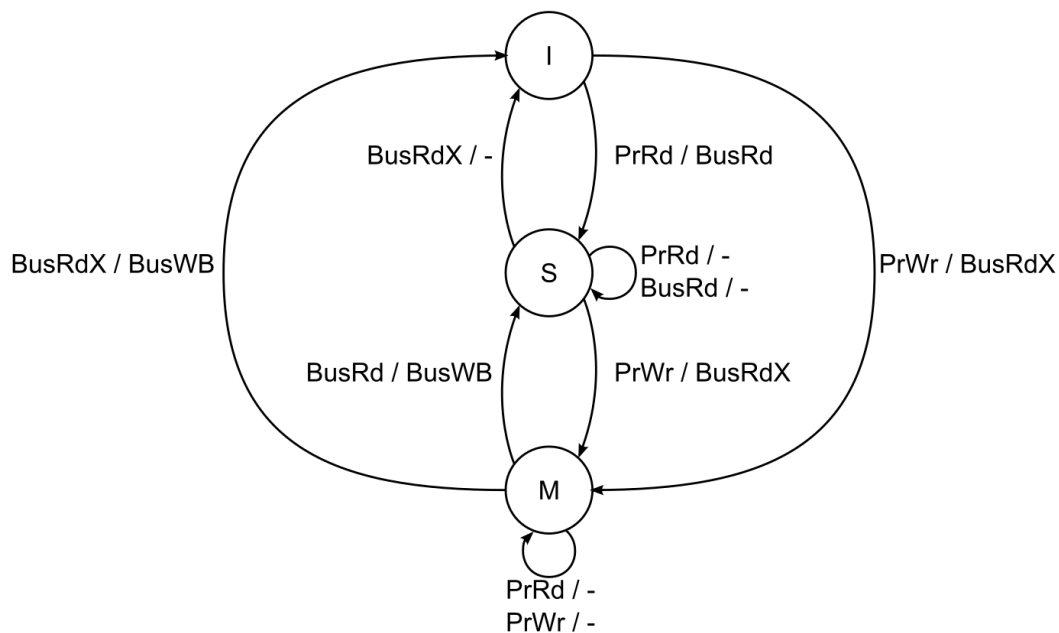 I
BusRdX / -
PrRd / BusRd
S
PrRd / -
BusRd / -
BusRdX / BusWB
PrWr / BusRdX
BusRd / BusWB
PrWr / BusRdX
M
PrRd / -
PrWr / -